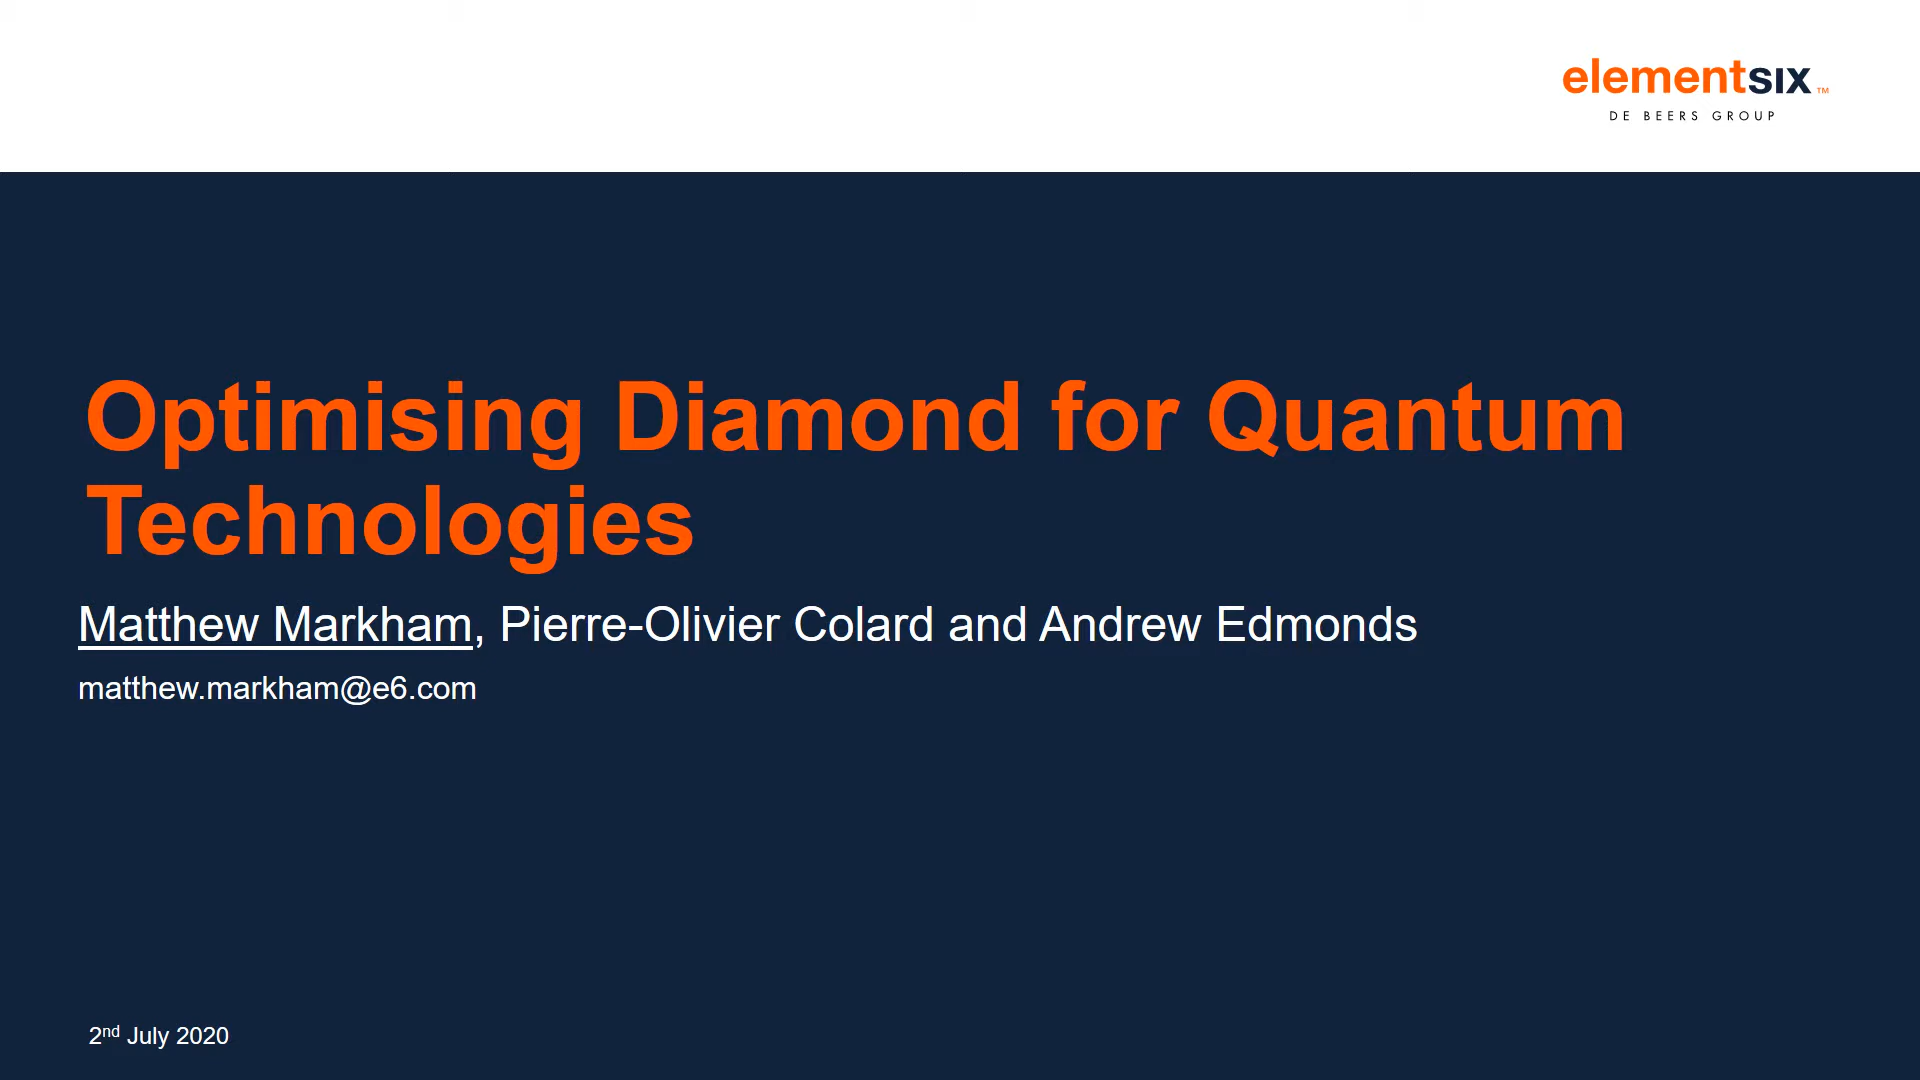 elementsix™
DE BEERS GROUP
Optimising Diamond for Quantum
Technologies
Matthew Markham, Pierre-Olivier Colard and Andrew Edmonds
matthew.markham@e6.com
2nd July 2020